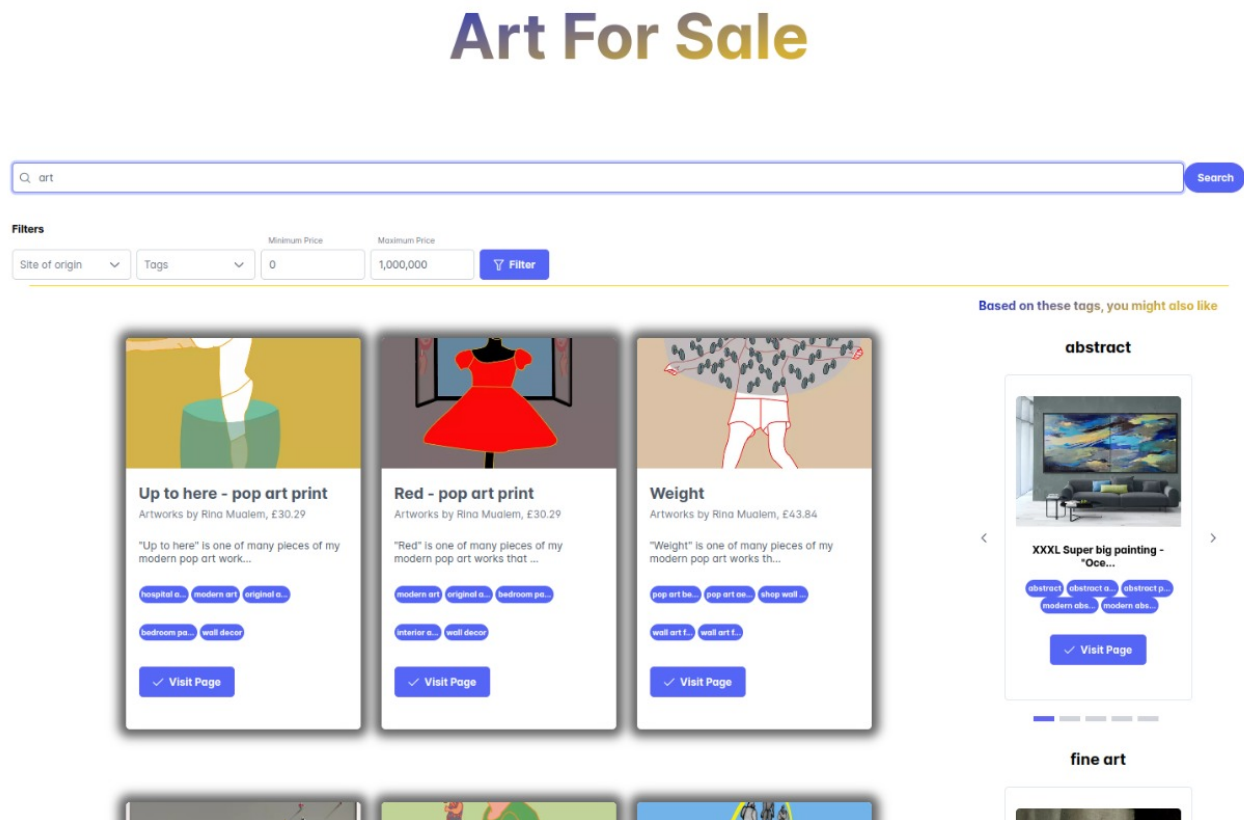 Art For Sale
art
Search
Filters
Minimum Price
Maximum Price
Site of origin
Tags
0
1,000,000
Filter
Based on these tags, you might also like
Up to here - pop art print
Artworks by Rina Mualem, £30.29
"Up to here" is one of many pieces of my
modern pop art work...
hospital a... modern art original a...
bedroom pa... wall decor
Visit Page
Red - pop art print
Artworks by Rina Mualem, £30.29
"Red" is one of many pieces of my
modern pop art works that ...
modern art original a... bedroom pa...
interior a... wall decor
Visit Page
Weight
Artworks by Rina Mualem, £43.84
"Weight" is one of many pieces of my
modern pop art works th...
pop art be... pop art ae... shop wall ...
wall art f... wall art f...
Visit Page
abstract
XXXL Super big painting -
"Oce...
abstract abstract a... abstract p...
modern abs... modern abs...
Visit Page
fine art